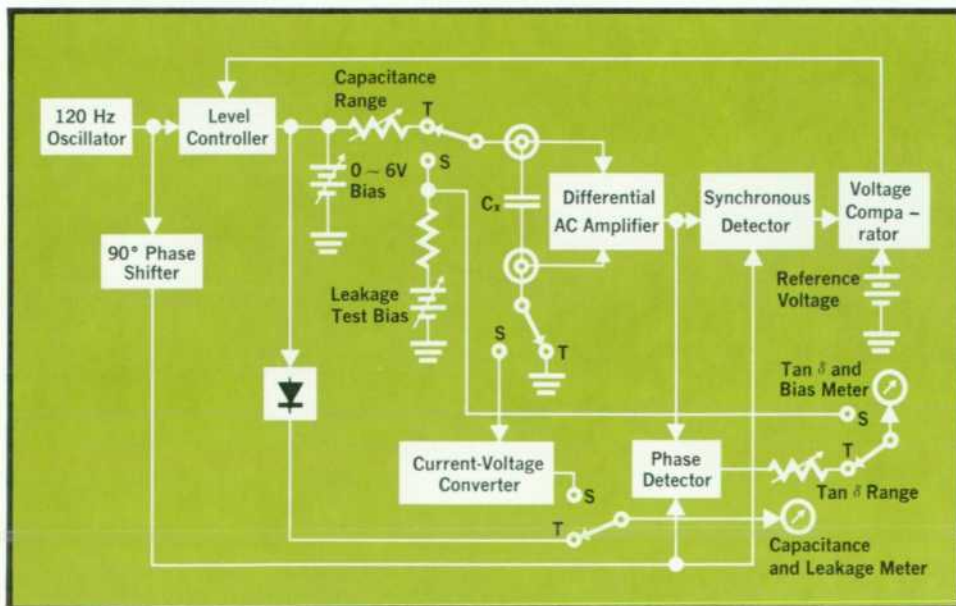 Capacitance
Range
120 Hz
Oscillator
Level
Controller
T
S
0 ~ 6V
Bias
Cx
Differential
AC Amplifier
Synchronous
Detector
Voltage
Compa -
rator
90° Phase
Shifter
Leakage
Test Bias
Reference
Voltage
S
T
Tan δ and
Bias Meter
S
T
Current-Voltage
Converter
S
Phase
Detector
Tan δ Range
T
Capacitance
and Leakage Meter